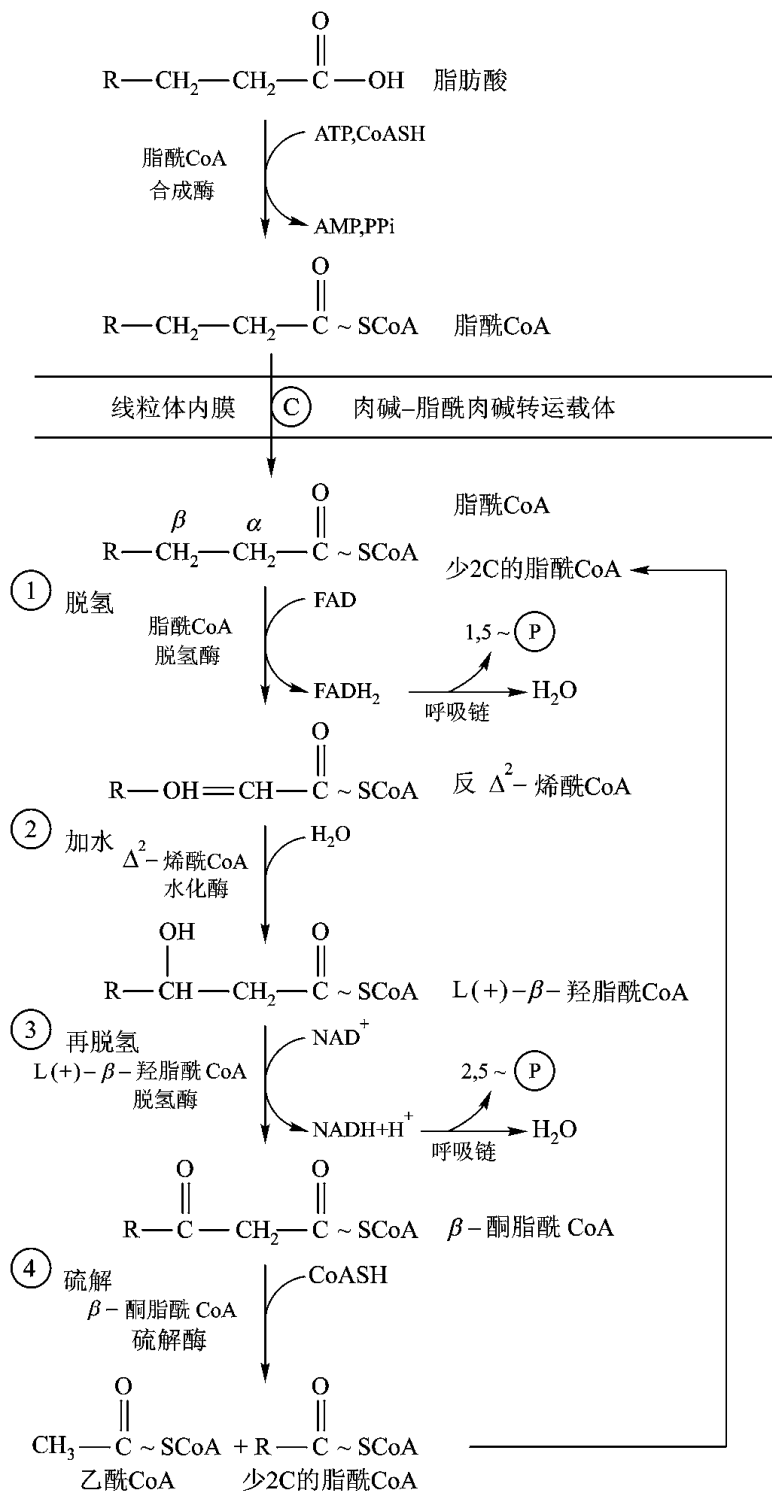 O
R—CH₂—CH₂—C—OH 脂肪酸
ATP,CoASH
脂酰CoA
合成酶
AMP,PPi
O
R—CH₂—CH₂—C~SCoA 脂酰CoA
线粒体内膜 C 肉碱–脂酰肉碱转运载体
O
β α
R—CH₂—CH₂—C~SCoA 脂酰CoA
少2C的脂酰CoA
① 脱氢
FAD
脂酰CoA
脱氢酶
1,5~P
FADH₂ H₂O
呼吸链
O
R—OH=CH—C~SCoA 反 Δ²–烯酰CoA
② 加水
H₂O
Δ²–烯酰CoA
水化酶
OH O
R—CH—CH₂—C~SCoA L(+)–β–羟脂酰CoA
③ 再脱氢
NAD⁺
L(+)–β–羟脂酰CoA
脱氢酶
2,5~P
NADH+H⁺ H₂O
呼吸链
O O
R—C—CH₂—C~SCoA β–酮脂酰CoA
④ 硫解
CoASH
β–酮脂酰CoA
硫解酶
O O
CH₃—C~SCoA + R—C~SCoA
乙酰CoA 少2C的脂酰CoA